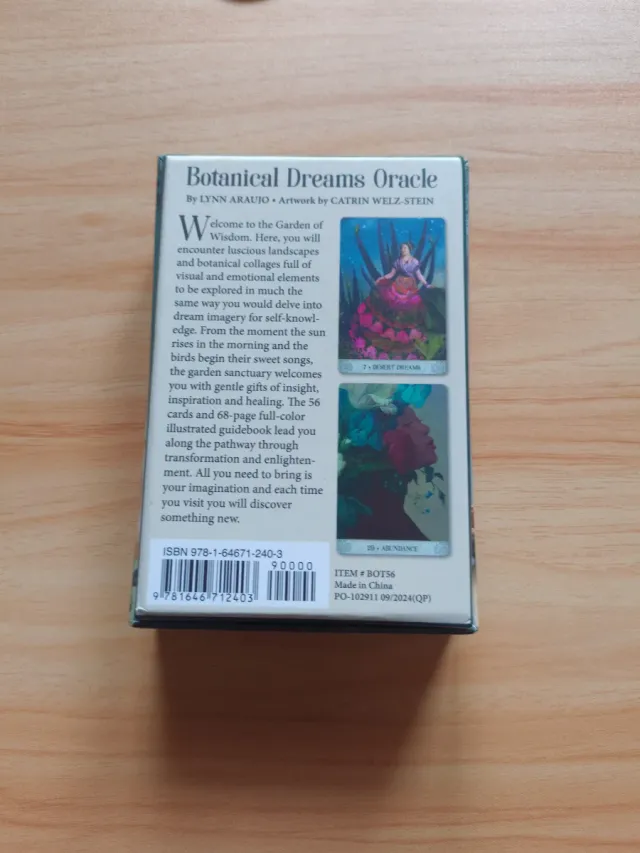 Botanical Dreams Oracle
By LYNN ARAUJO • Artwork by CATRIN WELZ-STEIN
Welcome to the Garden of
Wisdom. Here, you will
encounter luscious landscapes
and botanical collages full of
visual and emotional elements
to be explored in much the
same way you would delve into
dream imagery for self-knowl-
edge. From the moment the sun
rises in the morning and the
birds begin their sweet songs,
the garden sanctuary welcomes
you with gentle gifts of insight,
inspiration and healing. The 56
cards and 68-page full-color
illustrated guidebook lead you
along the pathway through
transformation and enlighten-
ment. All you need to bring is
your imagination and each time
you visit you will discover
something new.
7 • DESERT DREAMS
• ABUNDANCE
ISBN 978-1-64671-240-3
90000
9 781646 712403
ITEM # BOT56
Made in China
PO-102911 09/2024(QP)